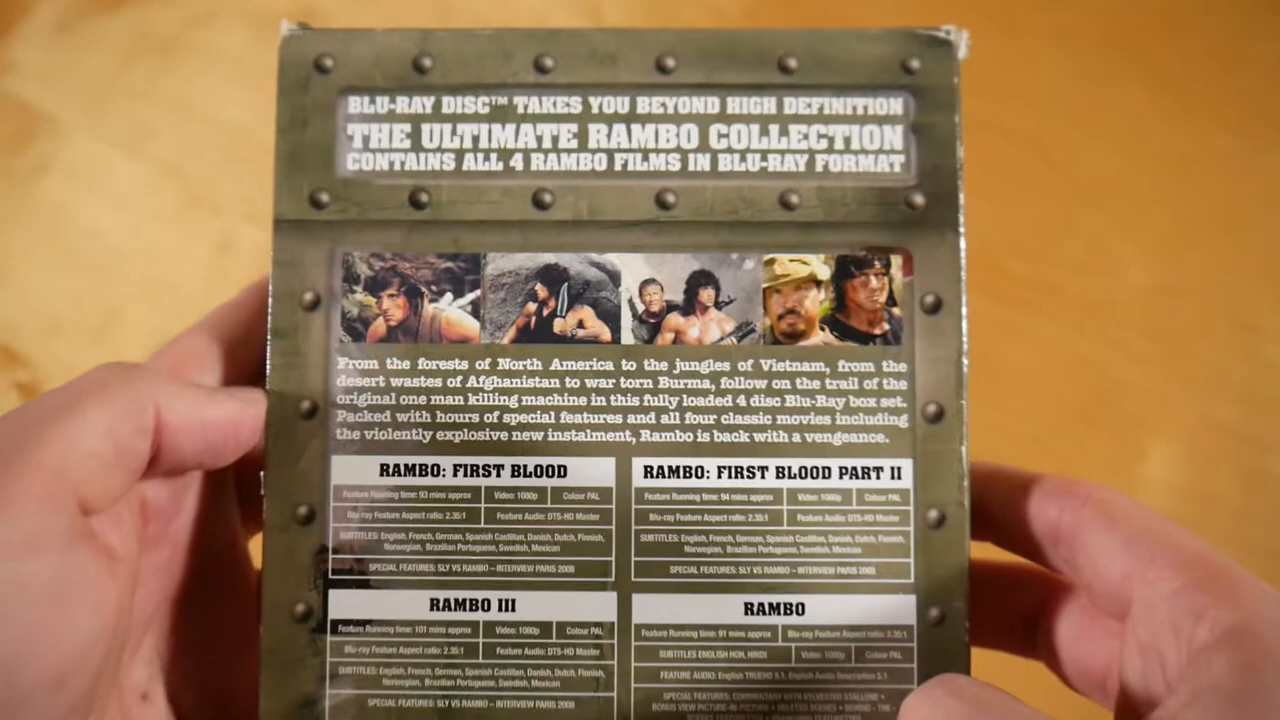 BLU-RAY DISC™ TAKES YOU BEYOND HIGH DEFINITION
THE ULTIMATE RAMBO COLLECTION
CONTAINS ALL 4 RAMBO FILMS IN BLU-RAY FORMAT
From the forests of North America to the jungles of Vietnam, from the
desert wastes of Afghanistan to war torn Burma, follow on the trail of the
original one man killing machine in this fully loaded 4 disc Blu-Ray box set.
Packed with hours of special features and all four classic movies including
the violently explosive new instalment, Rambo is back with a vengeance.
RAMBO: FIRST BLOOD
Feature Running time: 93 mins approx Video: 1080p Colour PAL
Blu-ray Feature Aspect ratio: 2.35:1 Feature Audio: DTS-HD Master
SUBTITLES: English, French, German, Spanish Castilian, Danish, Dutch, Finnish,
Norwegian, Brazilian Portuguese, Swedish, Mexican
SPECIAL FEATURES: SLY VS RAMBO – INTERVIEW PARIS 2008
RAMBO: FIRST BLOOD PART II
Feature Running time: 94 mins approx Video: 1080p Colour PAL
Blu-ray Feature Aspect ratio: 2.35:1 Feature Audio: DTS-HD Master
SUBTITLES: English, French, German, Spanish Castilian, Danish, Dutch, Finnish,
Norwegian, Brazilian Portuguese, Swedish, Mexican
SPECIAL FEATURES: SLY VS RAMBO – INTERVIEW PARIS 2008
RAMBO III
Feature Running time: 101 mins approx Video: 1080p Colour PAL
Blu-ray Feature Aspect ratio: 2.35:1 Feature Audio: DTS-HD Master
SUBTITLES: English, French, German, Spanish Castilian, Danish, Dutch, Finnish,
Norwegian, Brazilian Portuguese, Swedish, Mexican
SPECIAL FEATURES: SLY VS RAMBO – INTERVIEW PARIS 2008
RAMBO
Feature Running time: 91 mins approx Blu-ray Feature Aspect ratio: 2.35:1
SUBTITLES ENGLISH HOH, HINDI Video: 1080p Colour PAL
FEATURE AUDIO: English TRUEHD 5.1, English Audio Description 5.1
SPECIAL FEATURES: COMMENTARY WITH SYLVESTER STALLONE •
BONUS VIEW PICTURE-IN-PICTURE • DELETED SCENES • BEHIND - THE -